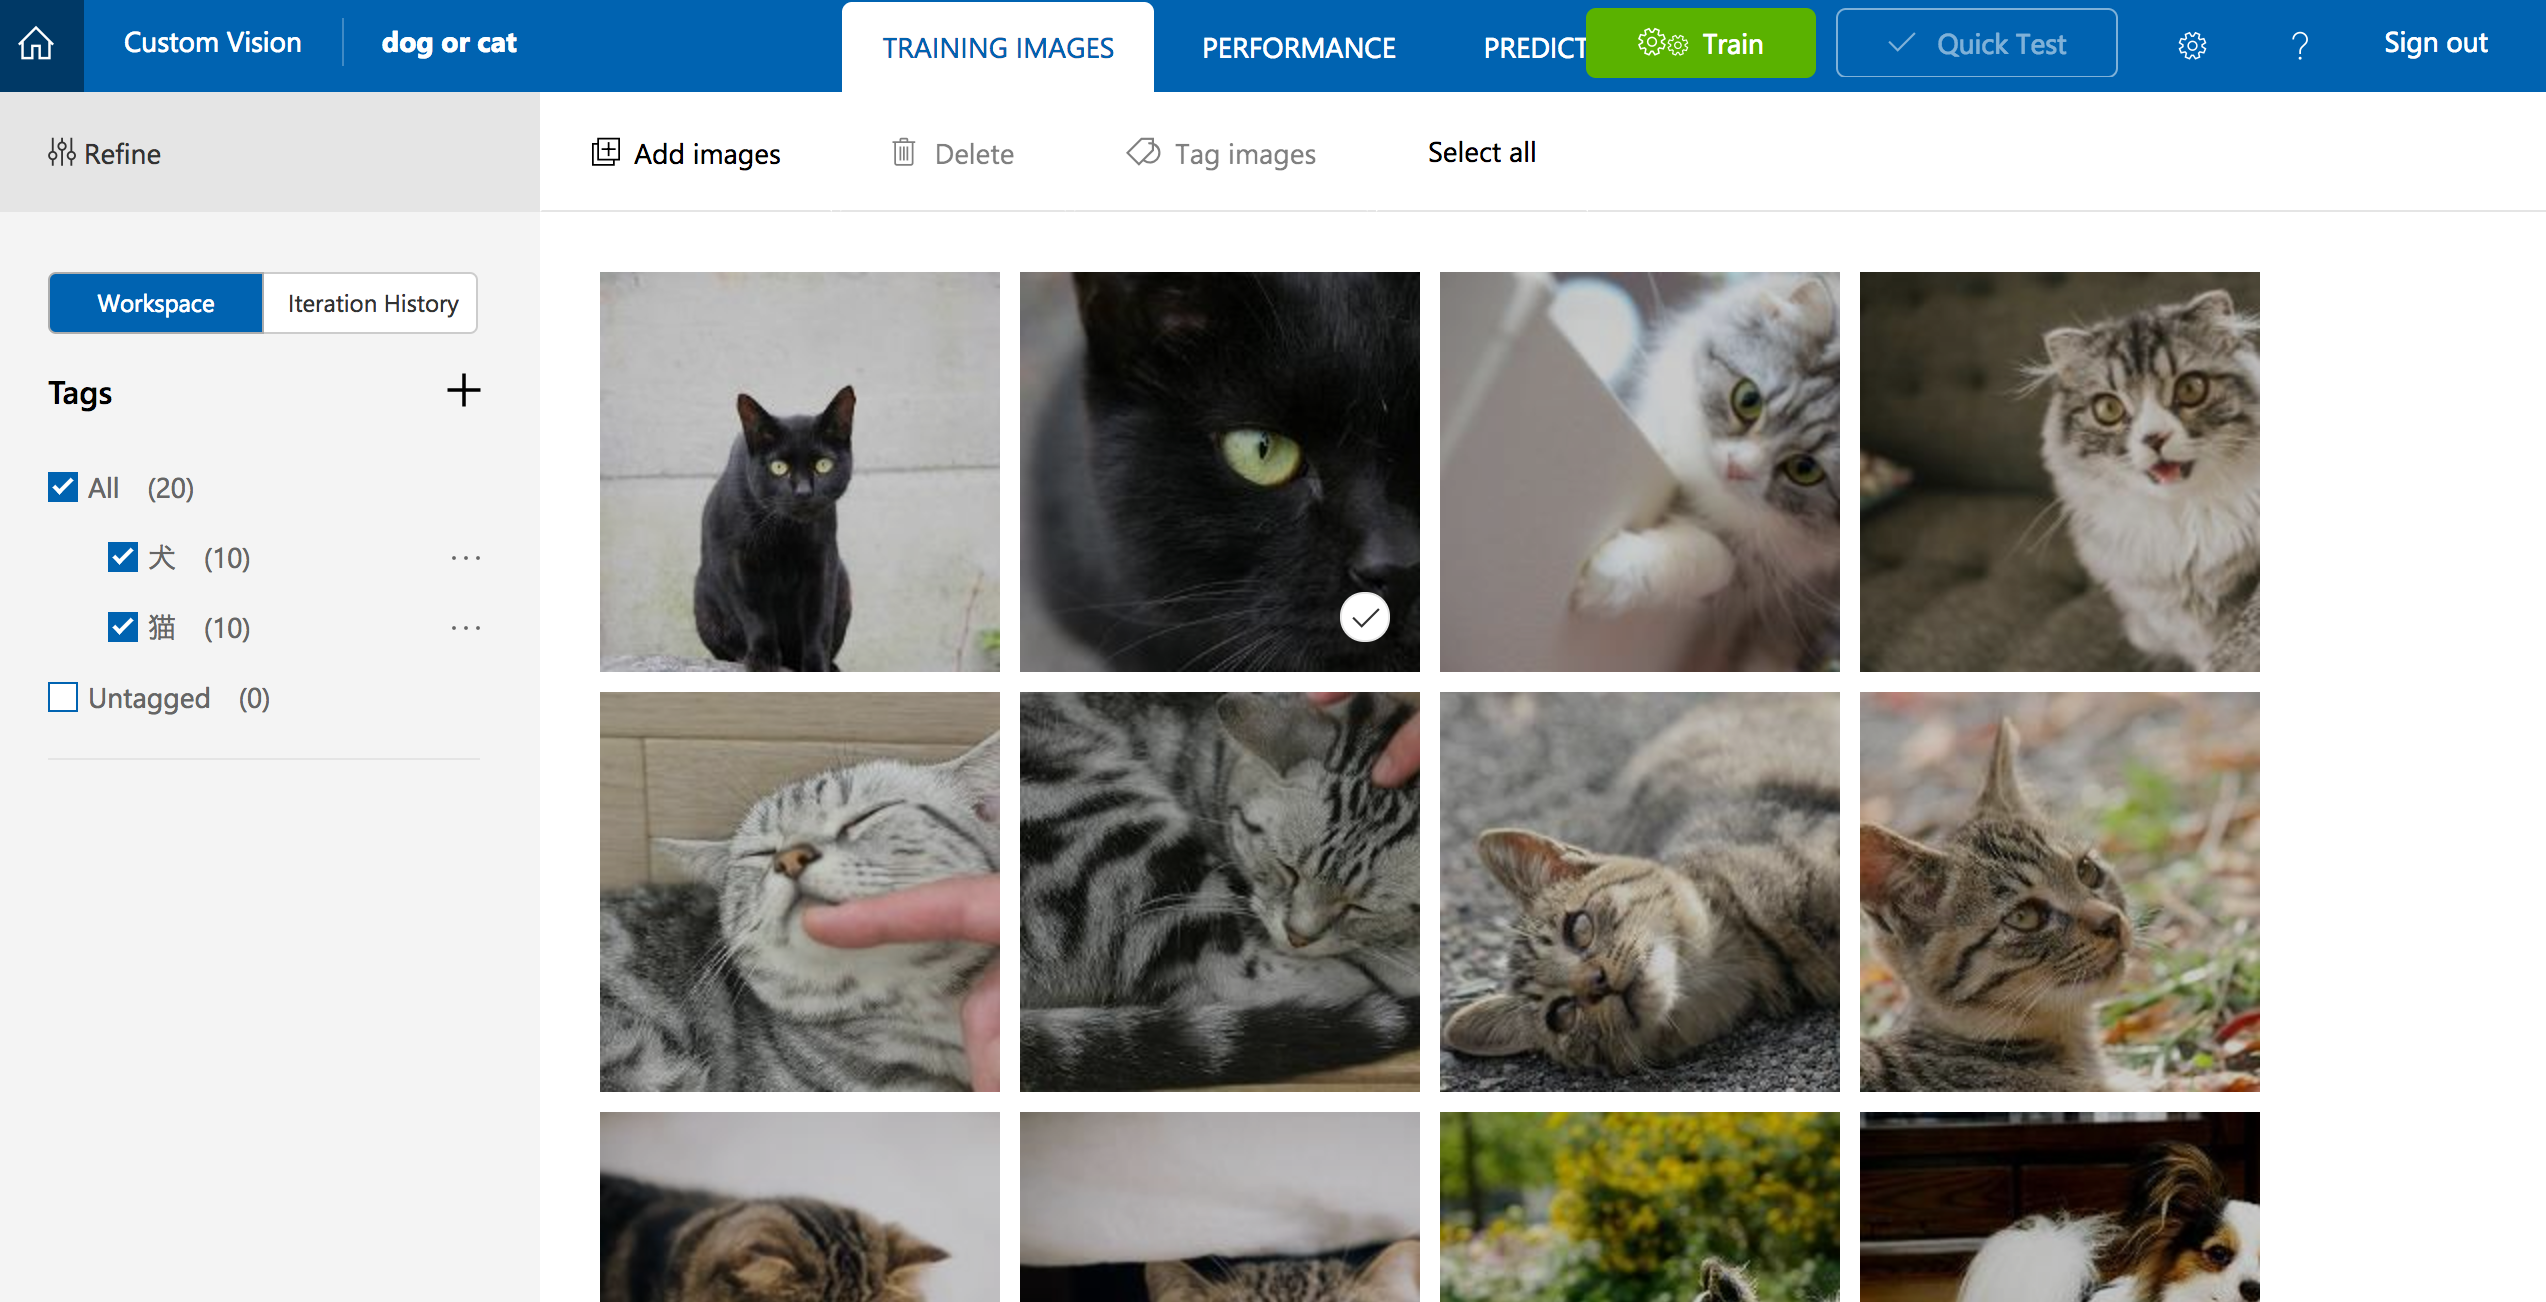 Custom Vision
dog or cat
TRAINING IMAGES
PERFORMANCE
PREDICT
Train
Quick Test
?
Sign out
Refine
Add images
Delete
Tag images
Select all
Workspace
Iteration History
Tags
All (20)
犬 (10)
猫 (10)
Untagged (0)